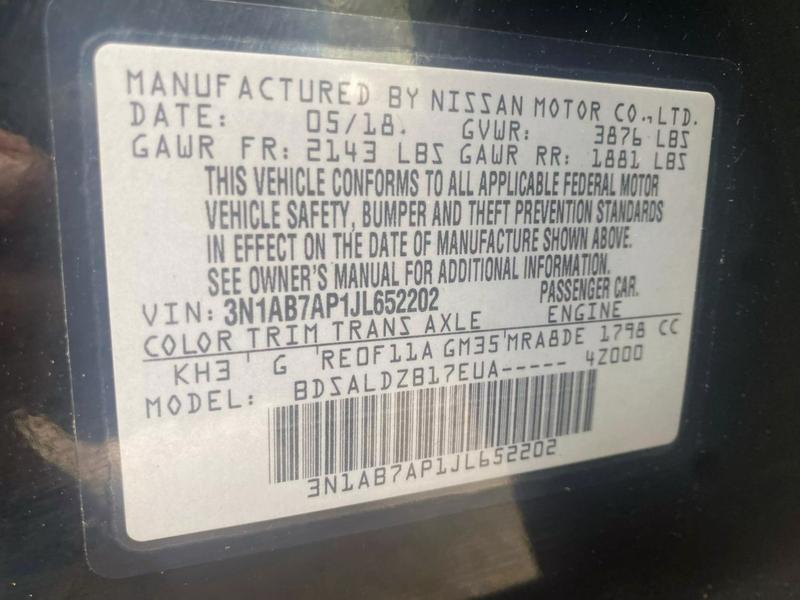 MANUFACTURED BY NISSAN MOTOR CO., LTD.
DATE: 05/18. GVWR: 3876 LBS
GAWR FR: 2143 LBS GAWR RR: 1881 LBS
THIS VEHICLE CONFORMS TO ALL APPLICABLE FEDERAL MOTOR
VEHICLE SAFETY, BUMPER AND THEFT PREVENTION STANDARDS
IN EFFECT ON THE DATE OF MANUFACTURE SHOWN ABOVE.
SEE OWNER'S MANUAL FOR ADDITIONAL INFORMATION.
VIN: 3N1AB7AP1JL652202 PASSENGER CAR.
COLOR TRIM TRANS AXLE ENGINE
KH3 G RE0F11A GM35 MRA8DE 1798 CC
MODEL: BDSALDZB17EUA----- 4Z000
3N1AB7AP1JL652202